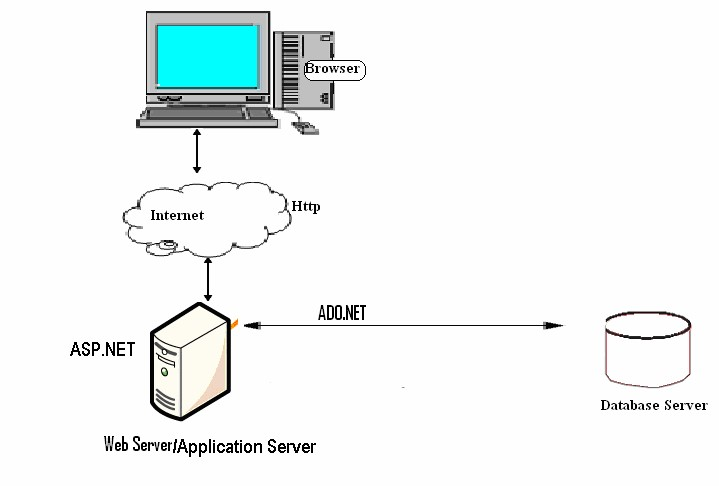 Browser
Internet
Http
ADO.NET
ASP.NET
Database Server
Web Server/Application Server